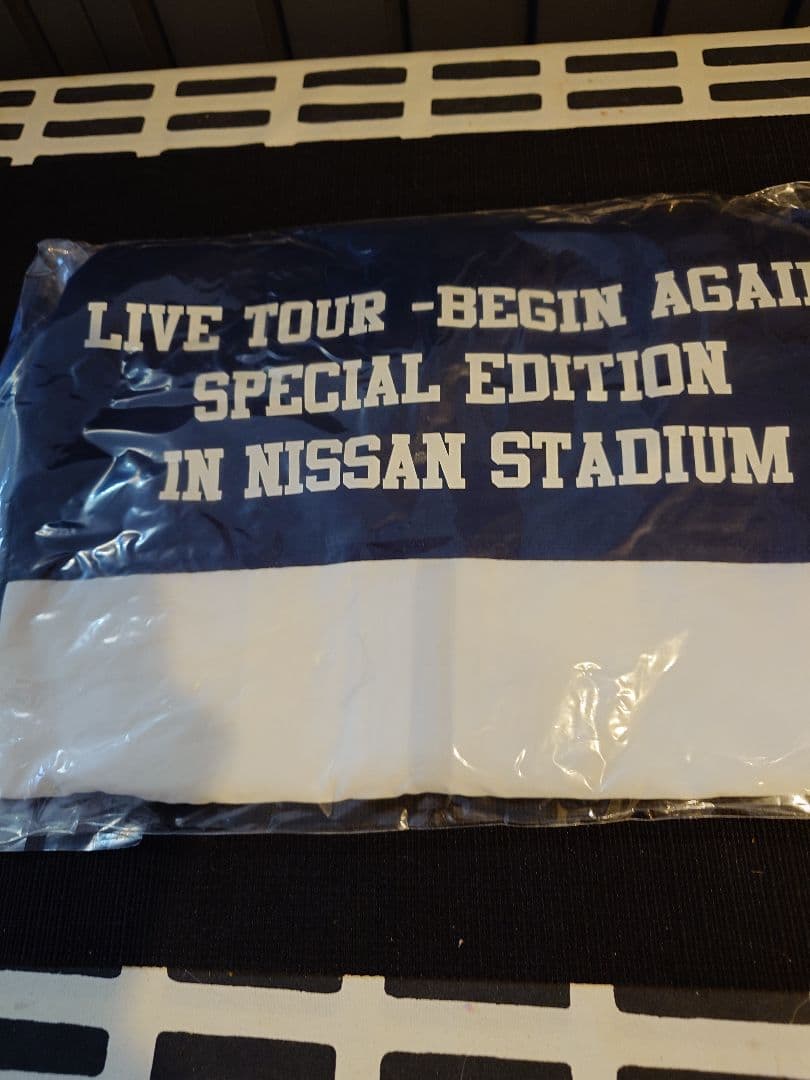 LIVE TOUR -BEGIN AGAI
SPECIAL EDITION
IN NISSAN STADIUM